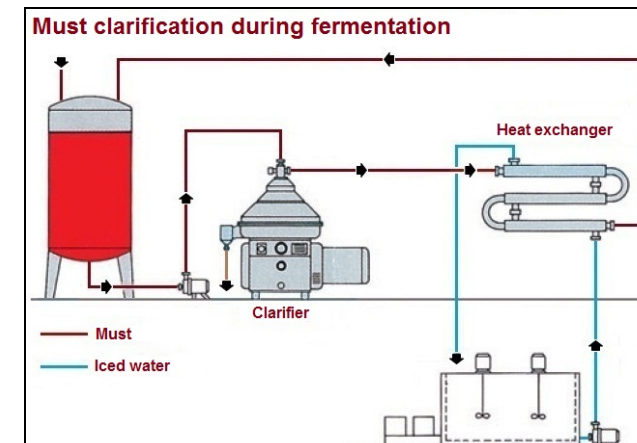 Must clarification during fermentation
Heat exchanger
Clarifier
Must
Iced water